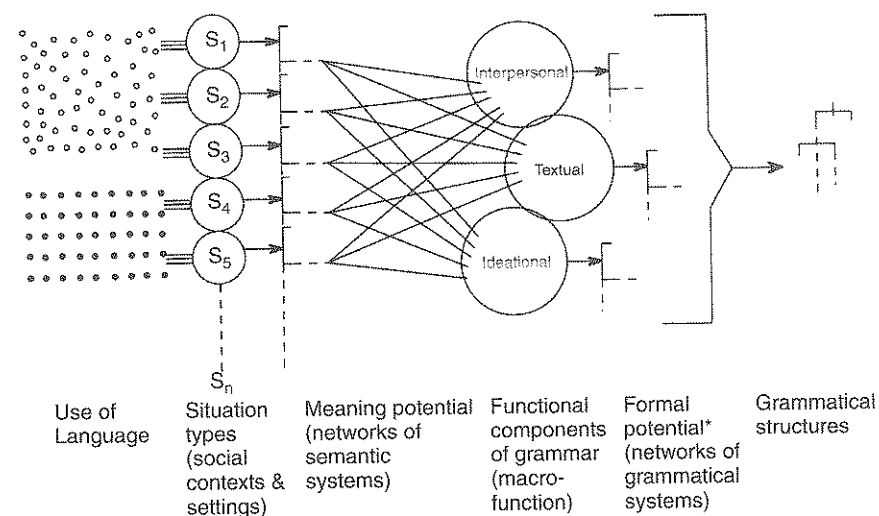 S1
S2
S3
S4
S5
Sn
Interpersonal
Textual
Ideational
Use of
Language
Situation
types
(social
contexts &
settings)
Meaning potential
(networks of
semantic
systems)
Functional
components
of grammar
(macro-
function)
Formal
potential*
(networks of
grammatical
systems)
Grammatical
structures